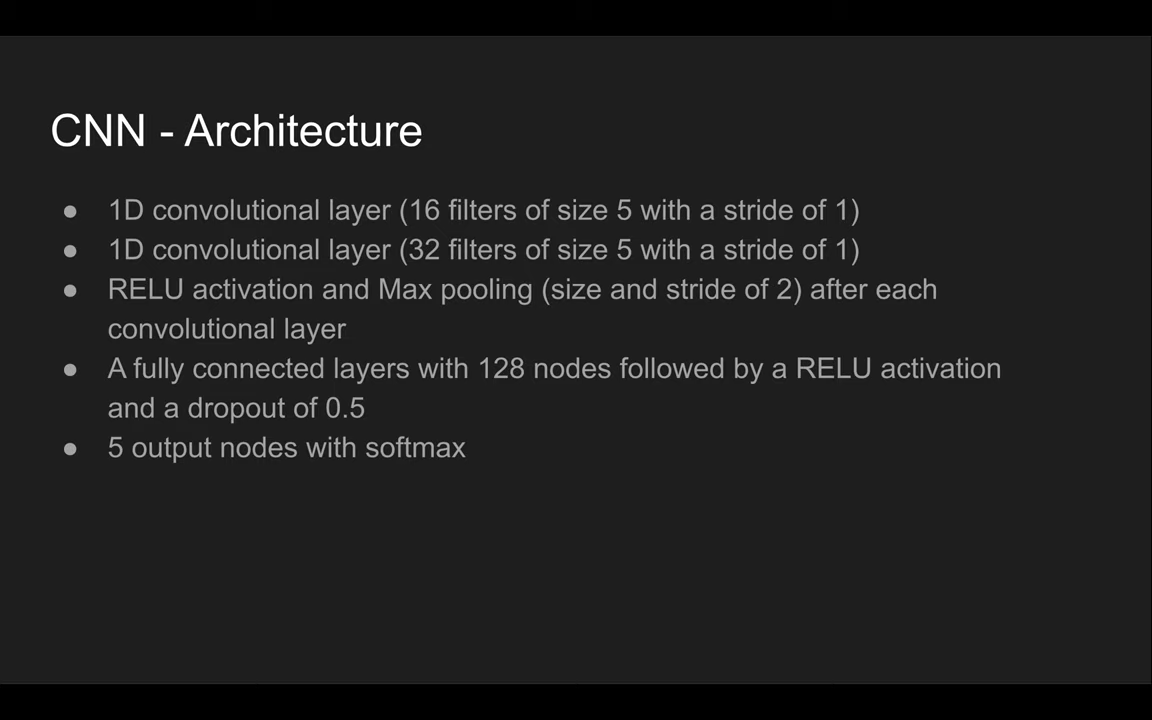 CNN - Architecture
● 1D convolutional layer (16 filters of size 5 with a stride of 1)
● 1D convolutional layer (32 filters of size 5 with a stride of 1)
● RELU activation and Max pooling (size and stride of 2) after each
convolutional layer
● A fully connected layers with 128 nodes followed by a RELU activation
and a dropout of 0.5
● 5 output nodes with softmax